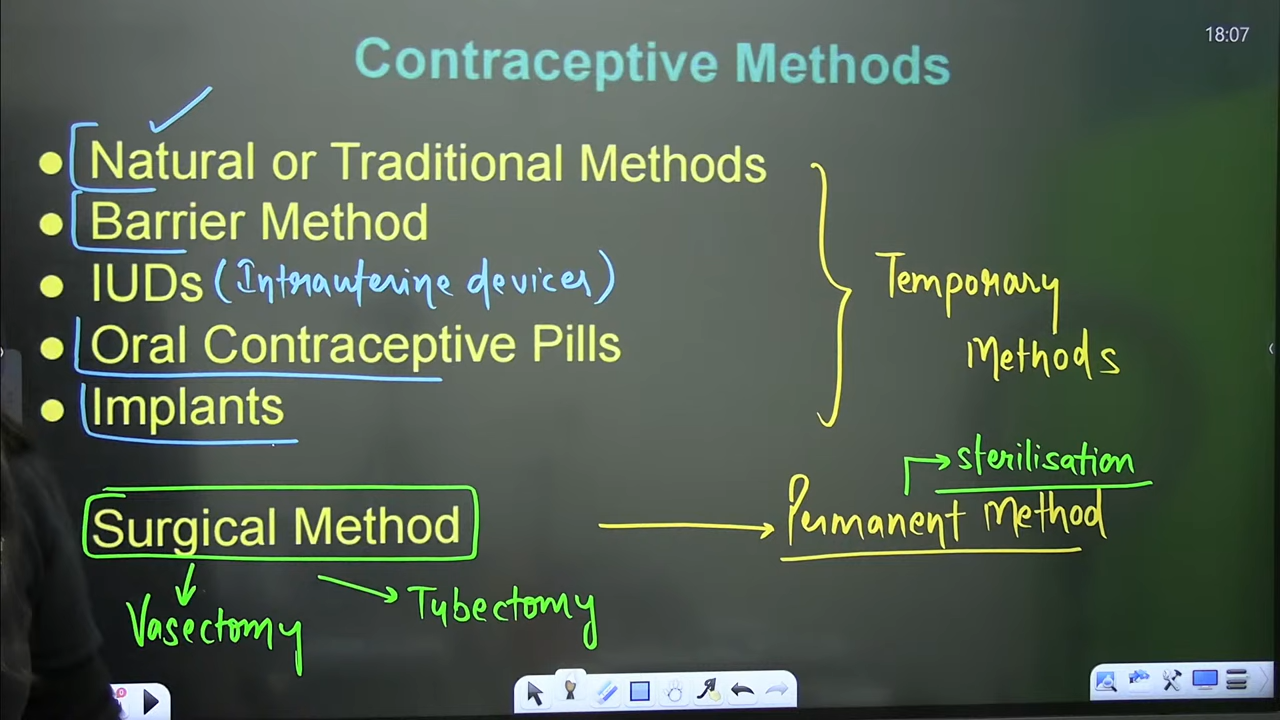 18:07
Contraceptive Methods
• Natural or Traditional Methods
• Barrier Method
• IUDs (Intrauterine devices)
• Oral Contraceptive Pills
• Implants
Temporary
Methods
sterilisation
Surgical Method
Permanent Method
Vasectomy
Tubectomy